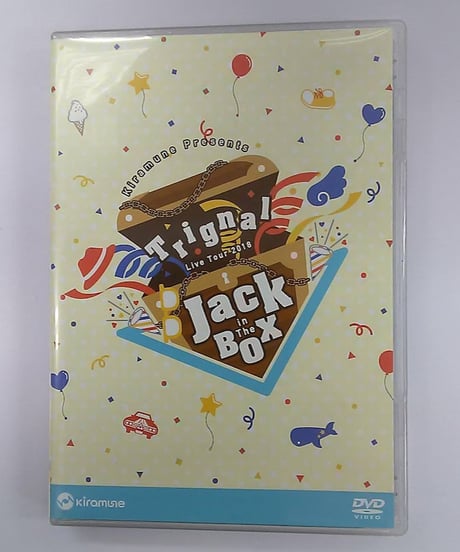 Kiramune Presents
Trignal
Live Tour 2018
Jack
in
The
BOX
kiramune
DVD
VIDEO